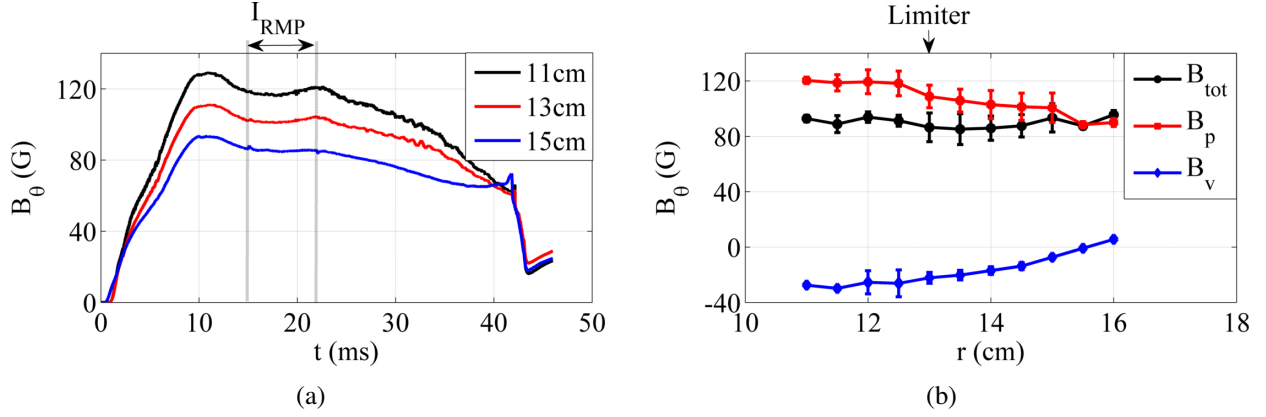 I_RMP
120
80
40
0
B_θ (G)
0 10 20 30 40 50
t (ms)
11cm
13cm
15cm
(a)
Limiter
120
80
40
0
-40
B_θ (G)
10 12 14 16 18
r (cm)
B_tot
B_p
B_v
(b)